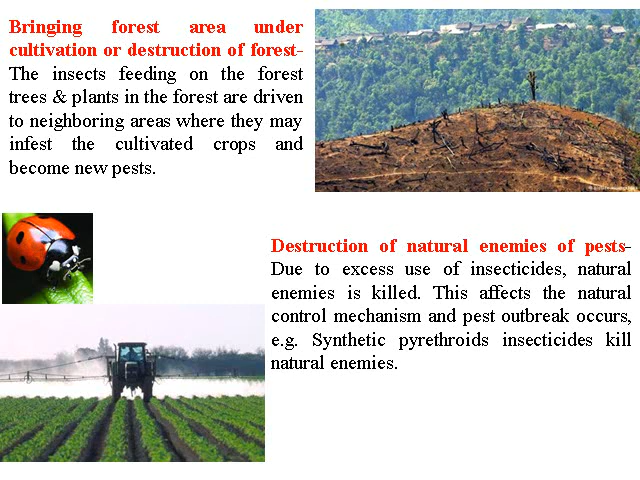 Bringing forest area under
cultivation or destruction of forest-
The insects feeding on the forest
trees & plants in the forest are driven
to neighboring areas where they may
infest the cultivated crops and
become new pests.
Destruction of natural enemies of pests-
Due to excess use of insecticides, natural
enemies is killed. This affects the natural
control mechanism and pest outbreak occurs,
e.g. Synthetic pyrethroids insecticides kill
natural enemies.